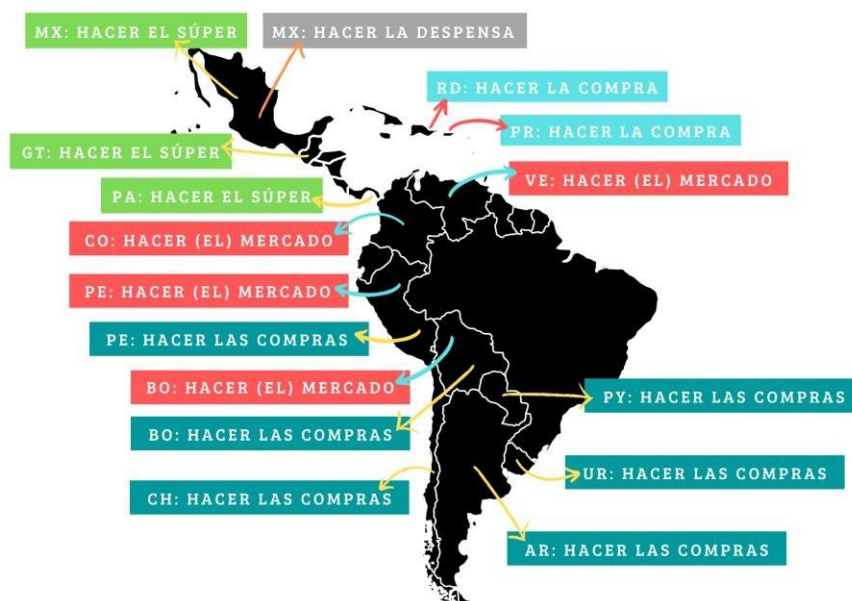 MX: HACER EL SÚPER
MX: HACER LA DESPENSA
RD: HACER LA COMPRA
PR: HACER LA COMPRA
GT: HACER EL SÚPER
VE: HACER (EL) MERCADO
PA: HACER EL SÚPER
CO: HACER (EL) MERCADO
PE: HACER (EL) MERCADO
PE: HACER LAS COMPRAS
BO: HACER (EL) MERCADO
PY: HACER LAS COMPRAS
BO: HACER LAS COMPRAS
UR: HACER LAS COMPRAS
CH: HACER LAS COMPRAS
AR: HACER LAS COMPRAS